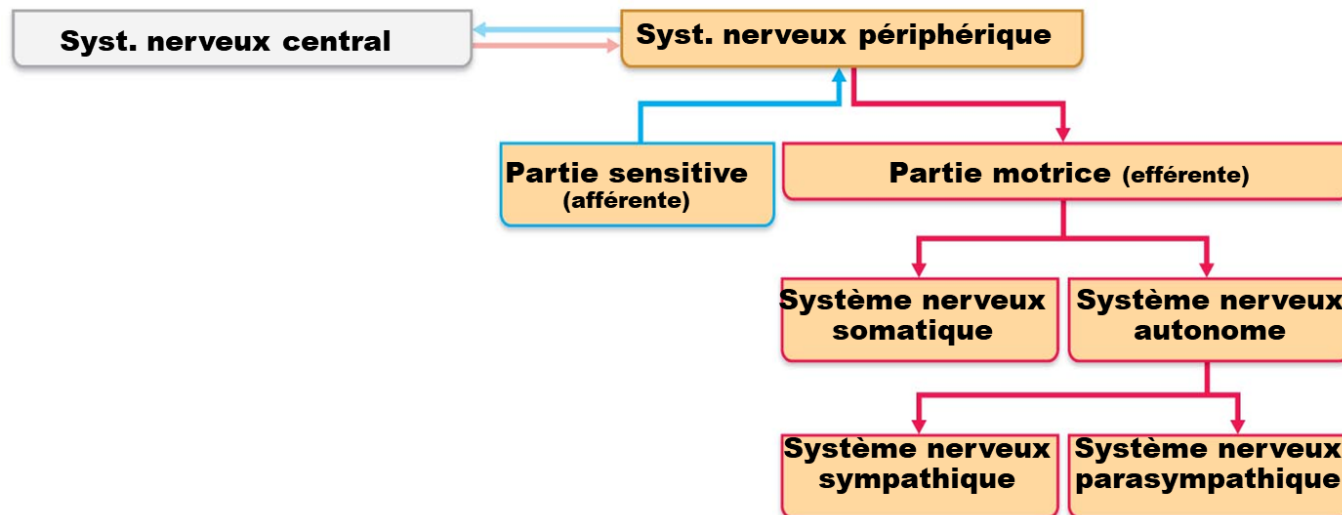 Syst. nerveux central
Syst. nerveux périphérique
Partie sensitive
(afférente)
Partie motrice (efférente)
Système nerveux
somatique
Système nerveux
autonome
Système nerveux
sympathique
Système nerveux
parasympathique